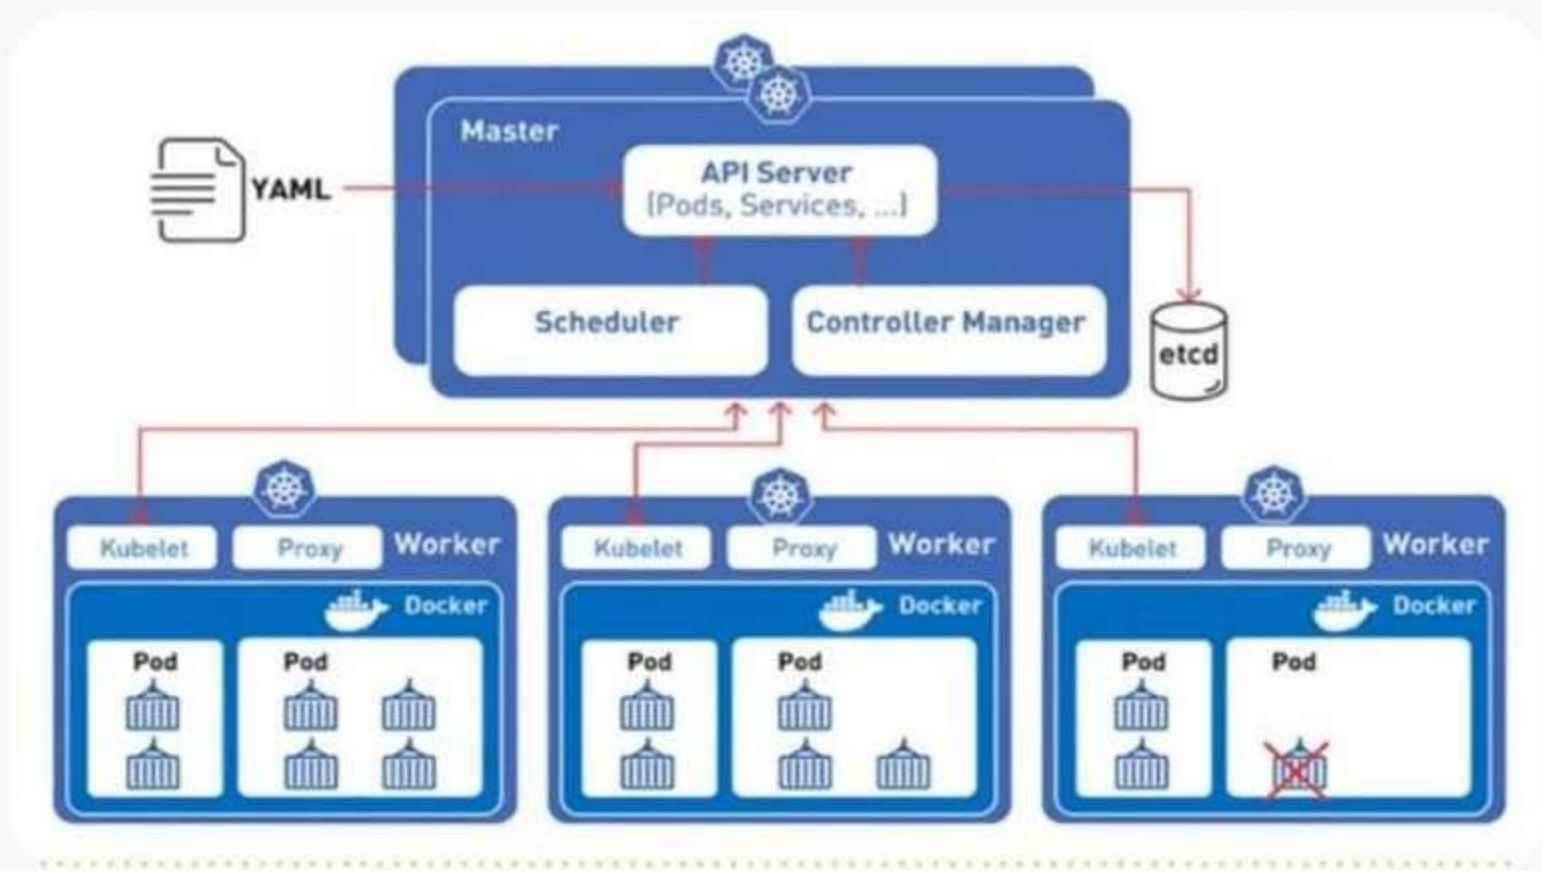 Master
YAML
API Server
(Pods, Services, ...)
Scheduler
Controller Manager
etcd
Kubelet
Proxy
Worker
Docker
Pod
Pod
Kubelet
Proxy
Worker
Docker
Pod
Pod
Kubelet
Proxy
Worker
Docker
Pod
Pod